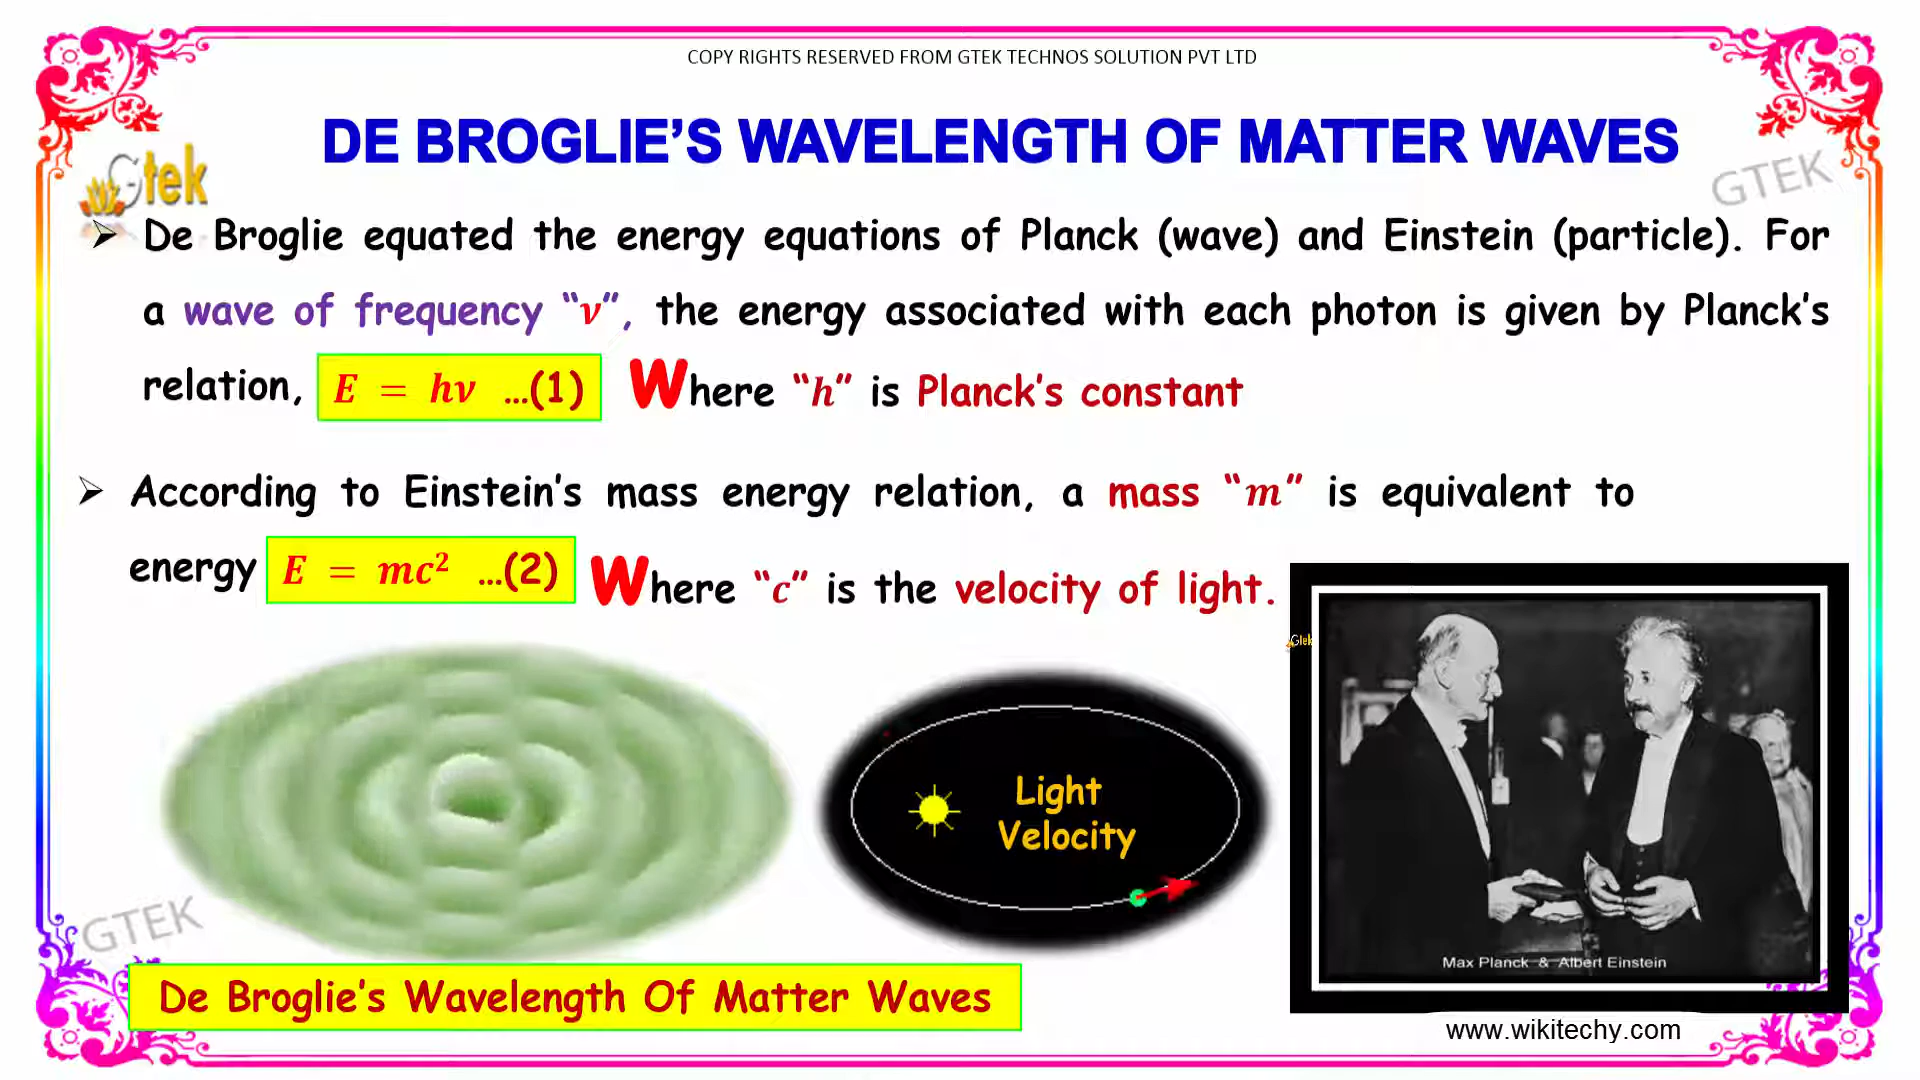 COPY RIGHTS RESERVED FROM GTEK TECHNOS SOLUTION PVT LTD
DE BROGLIE’S WAVELENGTH OF MATTER WAVES
Gtek
GTEK
➢ De Broglie equated the energy equations of Planck (wave) and Einstein (particle). For
a wave of frequency “ν”, the energy associated with each photon is given by Planck’s
relation, E = hν ...(1) Where “h” is Planck’s constant
➢ According to Einstein’s mass energy relation, a mass “m” is equivalent to
energy E = mc² ...(2) Where “c” is the velocity of light.
Gtek
Light
Velocity
GTEK
Max Planck & Albert Einstein
De Broglie’s Wavelength Of Matter Waves
www.wikitechy.com